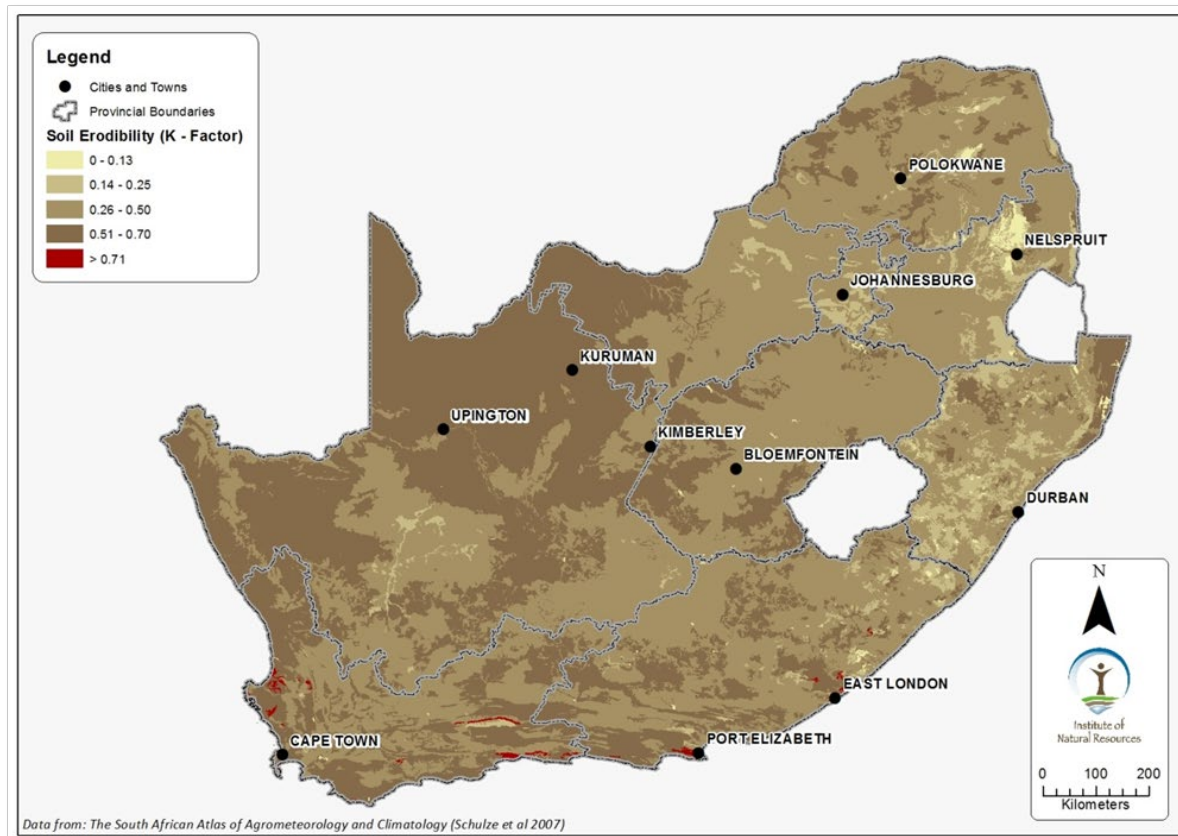 Legend
Cities and Towns
Provincial Boundaries
Soil Erodibility (K - Factor)
0 - 0.13
0.14 - 0.25
0.26 - 0.50
0.51 - 0.70
> 0.71
POLOKWANE
NELSPRUIT
JOHANNESBURG
KURUMAN
UPINGTON
KIMBERLEY
BLOEMFONTEIN
DURBAN
EAST LONDON
CAPE TOWN
PORT ELIZABETH
N
Institute of
Natural Resources
0 100 200
Kilometers
Data from: The South African Atlas of Agrometeorology and Climatology (Schulze et al 2007)